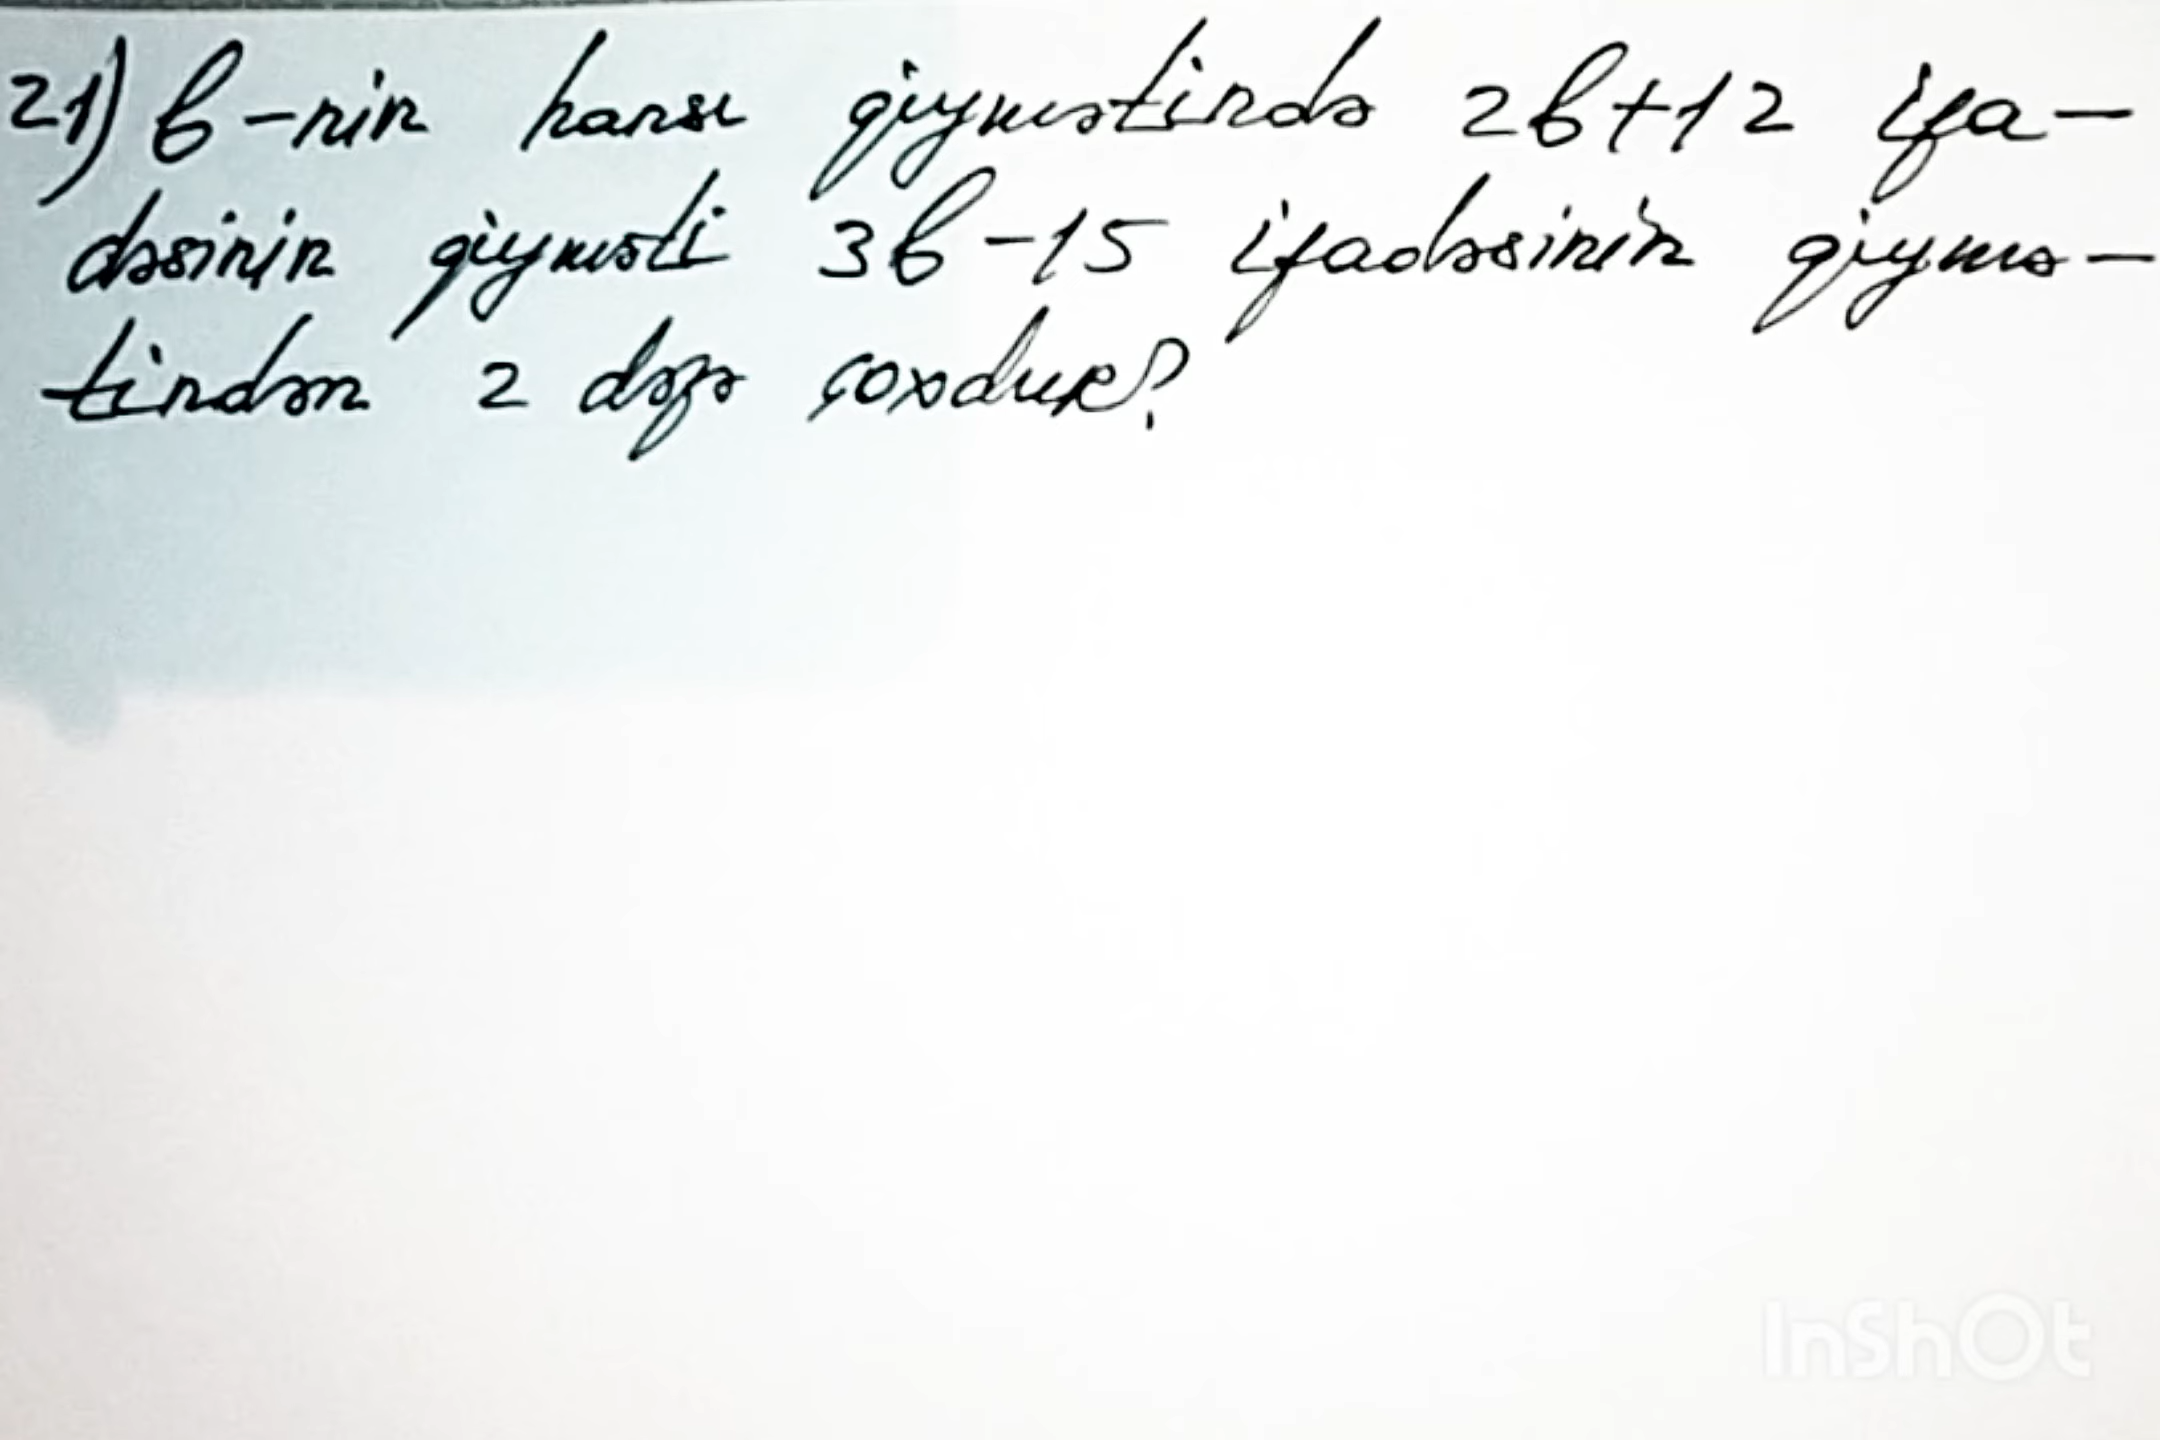 21) b-nin hansı qiymətində 2b+12 ifa-
dəsinin qiyməti 3b-15 ifadəsinin qiymə-
tindən 2 dəfə çoxdur?
InShOt